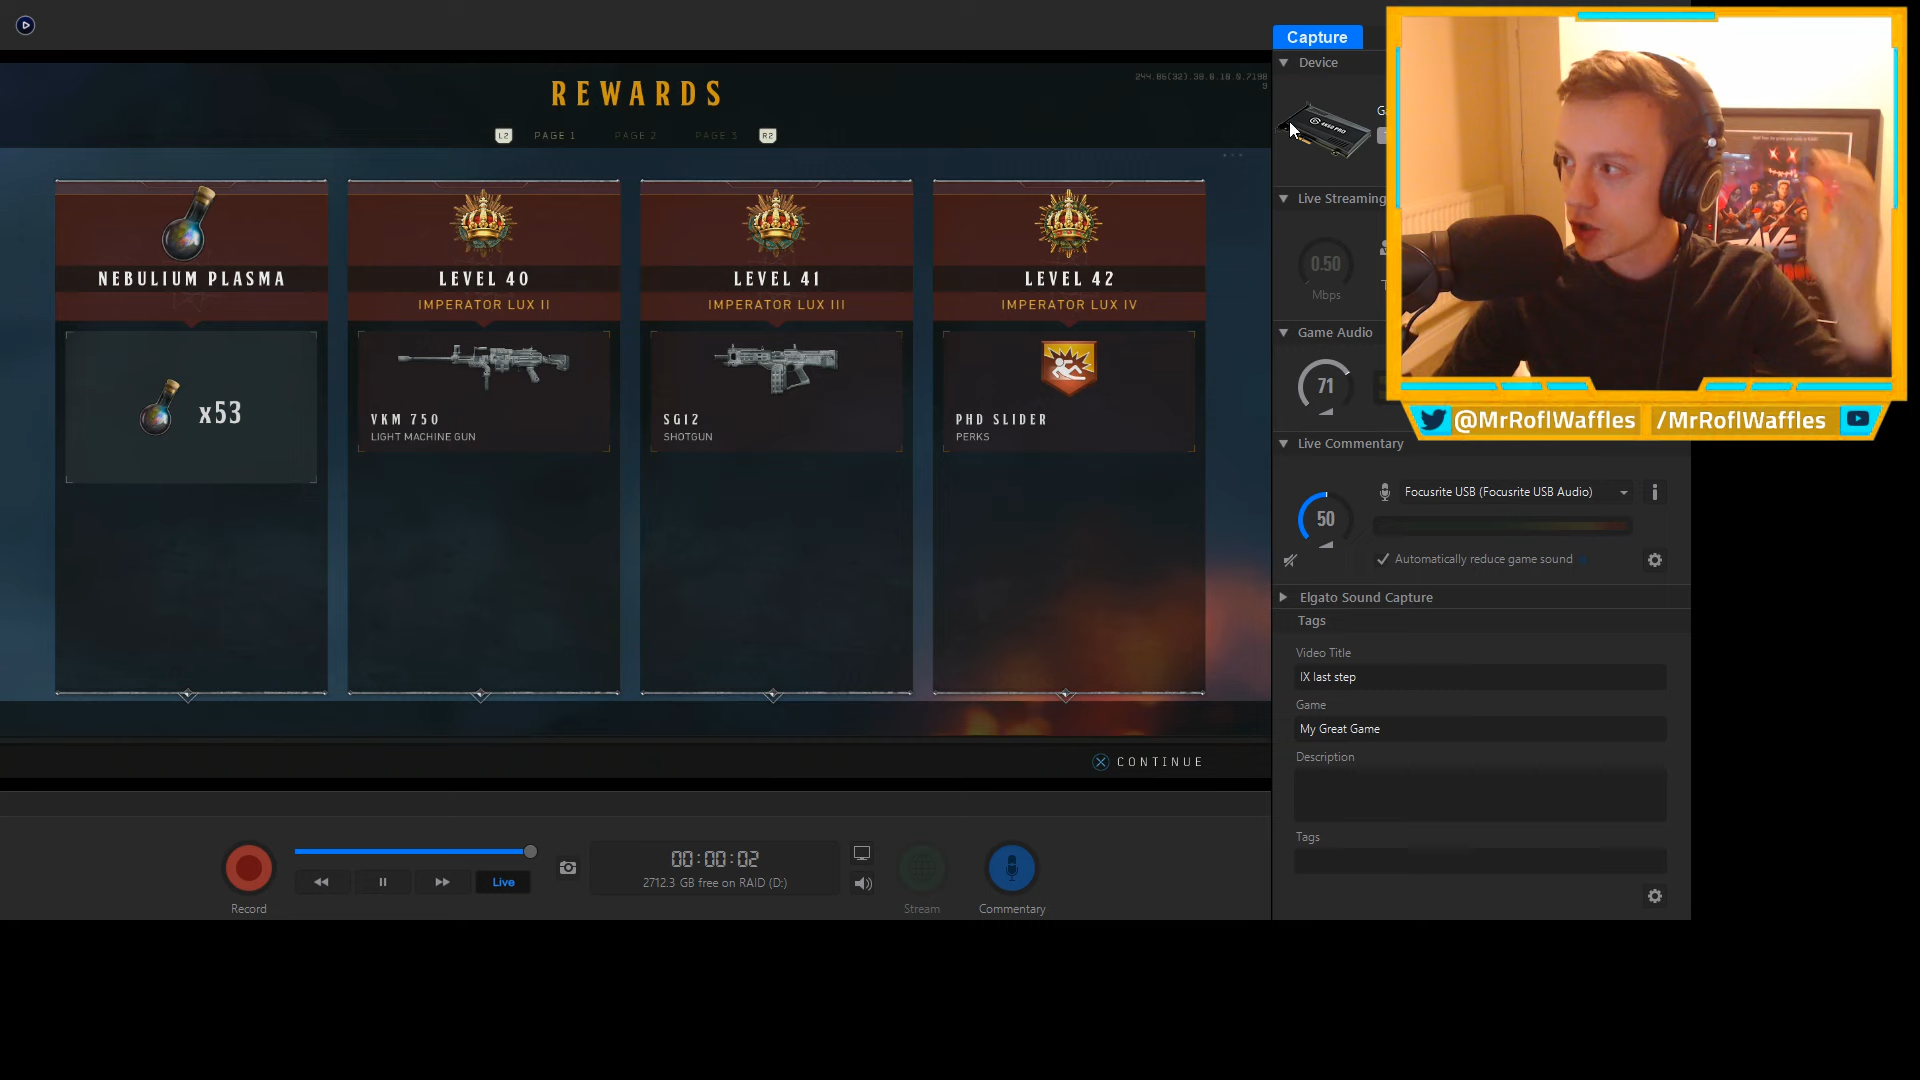 Capture
Device
REWARDS
L2 PAGE 1 PAGE 2 PAGE 3 R2
NEBULIUM PLASMA
x53
LEVEL 40
IMPERATOR LUX II
VKM 750
LIGHT MACHINE GUN
LEVEL 41
IMPERATOR LUX III
SG12
SHOTGUN
LEVEL 42
IMPERATOR LUX IV
PHD SLIDER
PERKS
CONTINUE
4K60 PRO
Live Streaming
0.50
Mbps
Game Audio
71
@MrRoflWaffles /MrRoflWaffles
Live Commentary
Focusrite USB (Focusrite USB Audio)
50
Automatically reduce game sound
Elgato Sound Capture
Tags
Video Title
IX last step
Game
My Great Game
Description
Tags
00:00:02
2712.3 GB free on RAID (D:)
Live
Record
Stream
Commentary